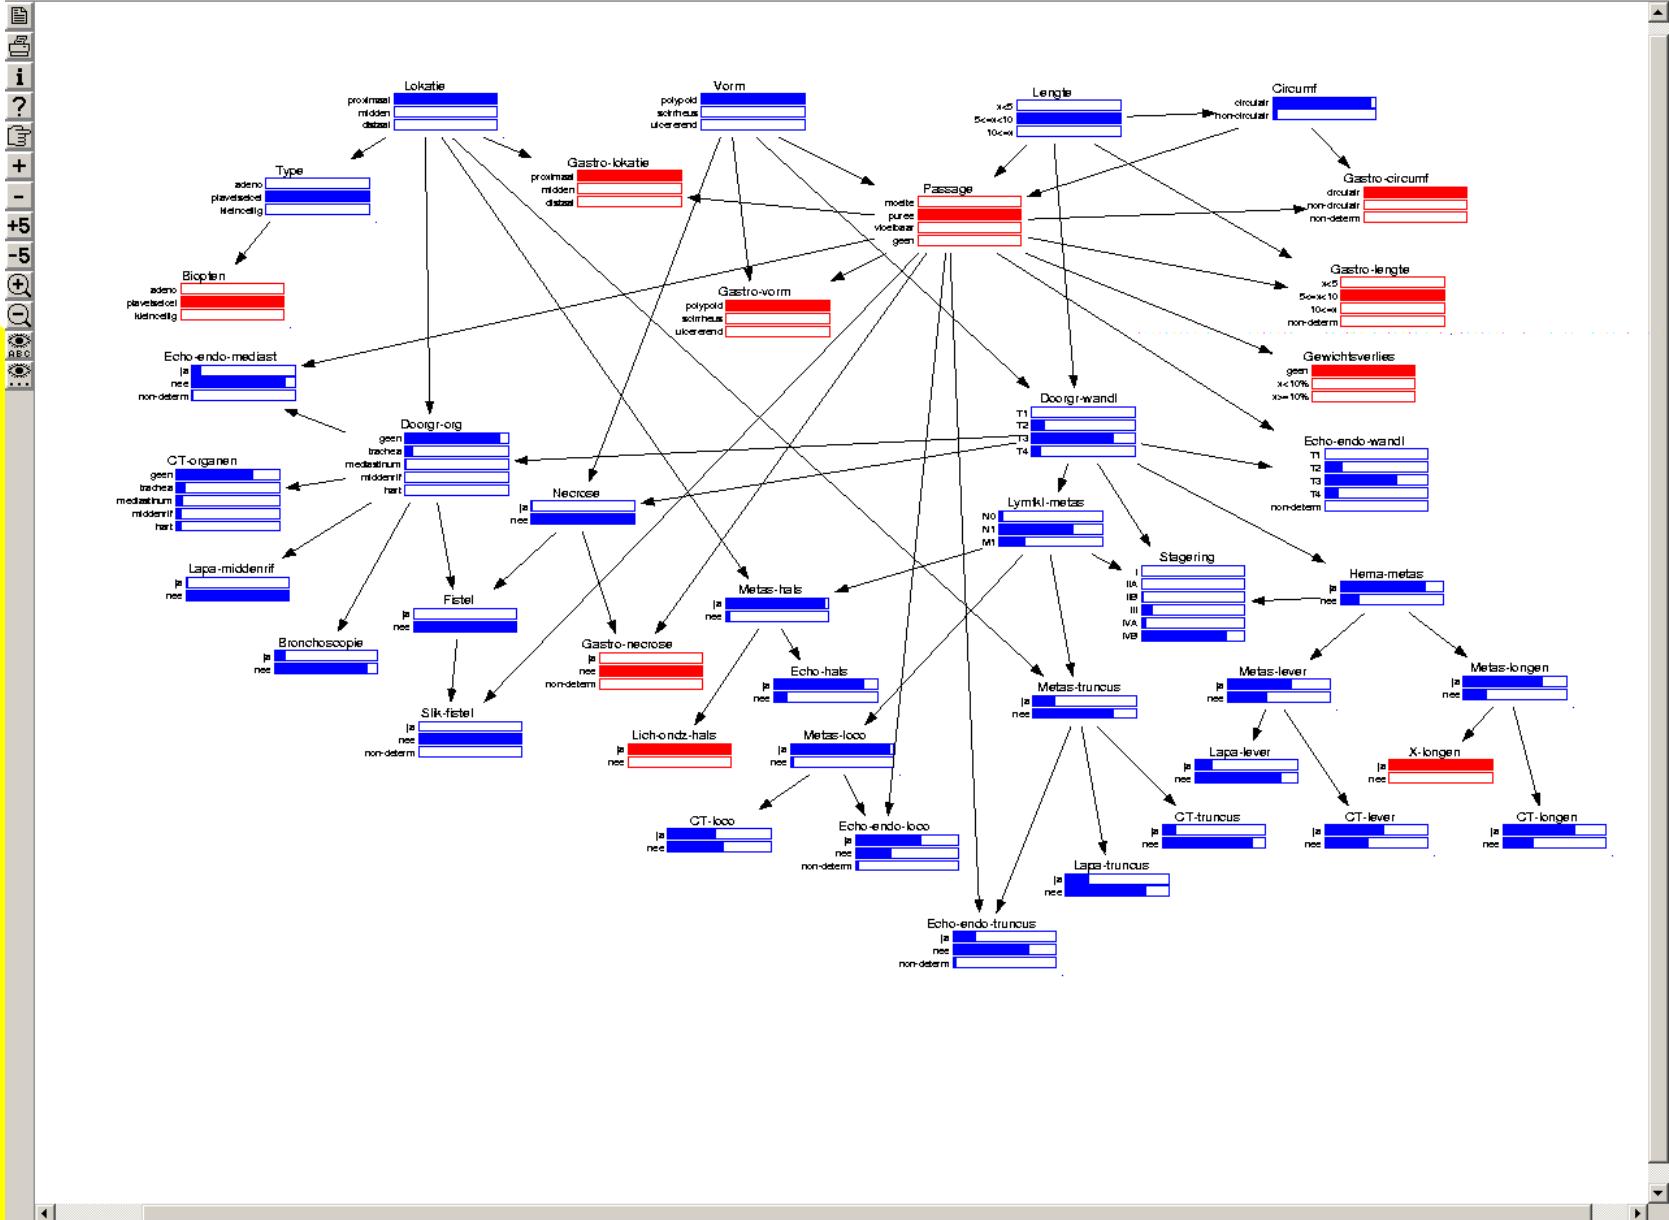 i
?
+
-
+5
-5
ABC
Lokatie
proximaal
midden
distaal
Vorm
polypoid
scirrheus
ulcererend
Lengte
x<5
5<=x<10
10<=x
Circumf
circulair
non-circulair
Type
adeno
plaveiselcel
kleincellig
Gastro-lokatie
proximaal
midden
distaal
Passage
moeite
puree
vloeibaar
geen
Gastro-circumf
circulair
non-circulair
non-determ
Biopten
adeno
plaveiselcel
kleincellig
Gastro-vorm
polypoid
scirrheus
ulcererend
Gastro-lengte
x<5
5<=x<10
10<=x
non-determ
Echo-endo-mediast
ja
nee
non-determ
Gewichtsverlies
geen
x<10%
x>=10%
Doorgr-org
geen
trachea
mediastinum
middenrif
hart
Doorgr-wandl
T1
T2
T3
T4
Echo-endo-wandl
T1
T2
T3
T4
non-determ
CT-organen
geen
trachea
mediastinum
middenrif
hart
Necrose
ja
nee
Lymfkl-metas
N0
N1
M1
Stagering
I
IIA
IIB
III
IVA
IVB
Hema-metas
ja
nee
Lapa-middenrif
ja
nee
Fistel
ja
nee
Metas-hals
ja
nee
Bronchoscopie
ja
nee
Gastro-necrose
ja
nee
non-determ
Echo-hals
ja
nee
Metas-truncus
ja
nee
Metas-lever
ja
nee
Metas-longen
ja
nee
Slik-fistel
ja
nee
non-determ
Lich-ondz-hals
ja
nee
Metas-loco
ja
nee
Lapa-lever
ja
nee
X-longen
ja
nee
CT-loco
ja
nee
Echo-endo-loco
ja
nee
non-determ
CT-truncus
ja
nee
CT-lever
ja
nee
CT-longen
ja
nee
Lapa-truncus
ja
nee
Echo-endo-truncus
ja
nee
non-determ